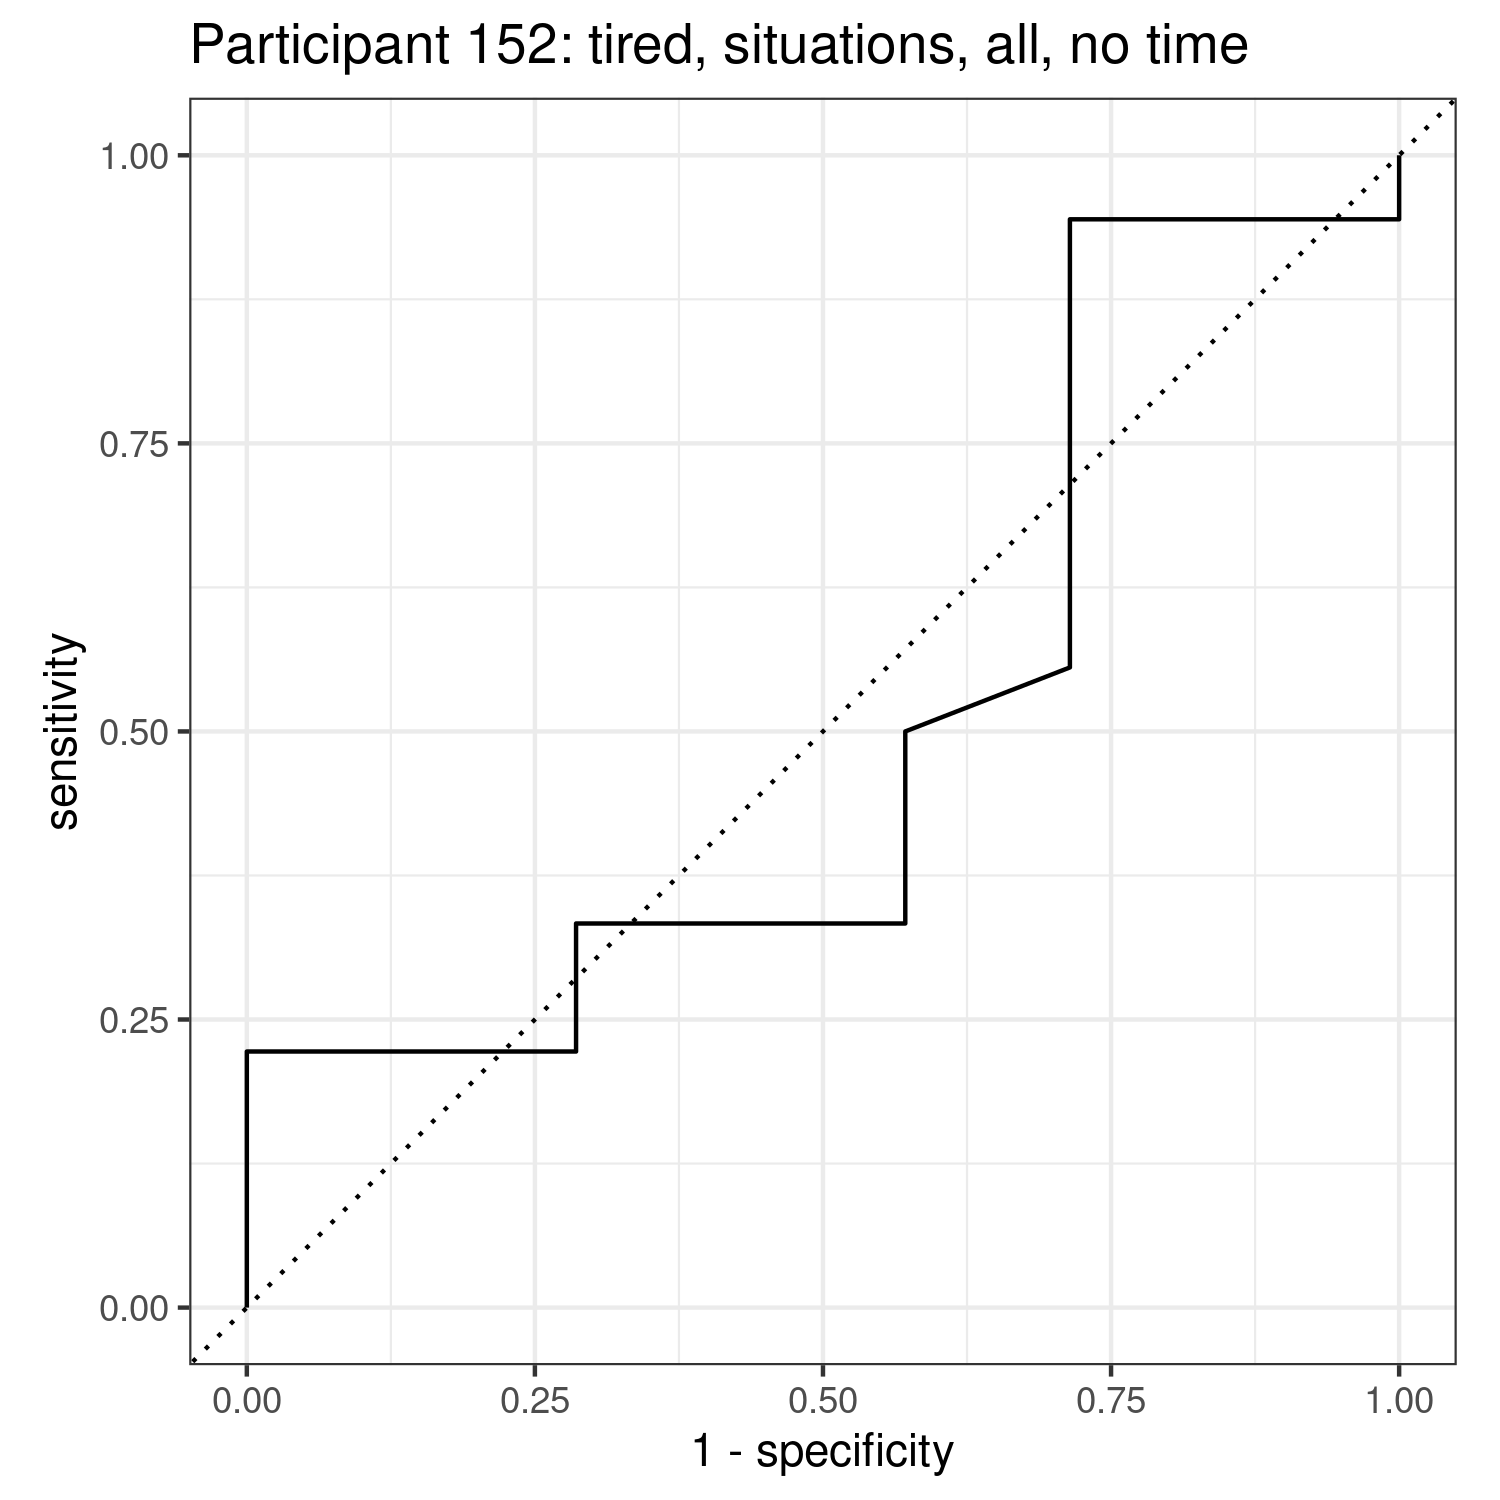 Participant 152: tired, situations, all, no time
1.00
0.75
0.50
0.25
0.00
sensitivity
0.00 0.25 0.50 0.75 1.00
1 - specificity